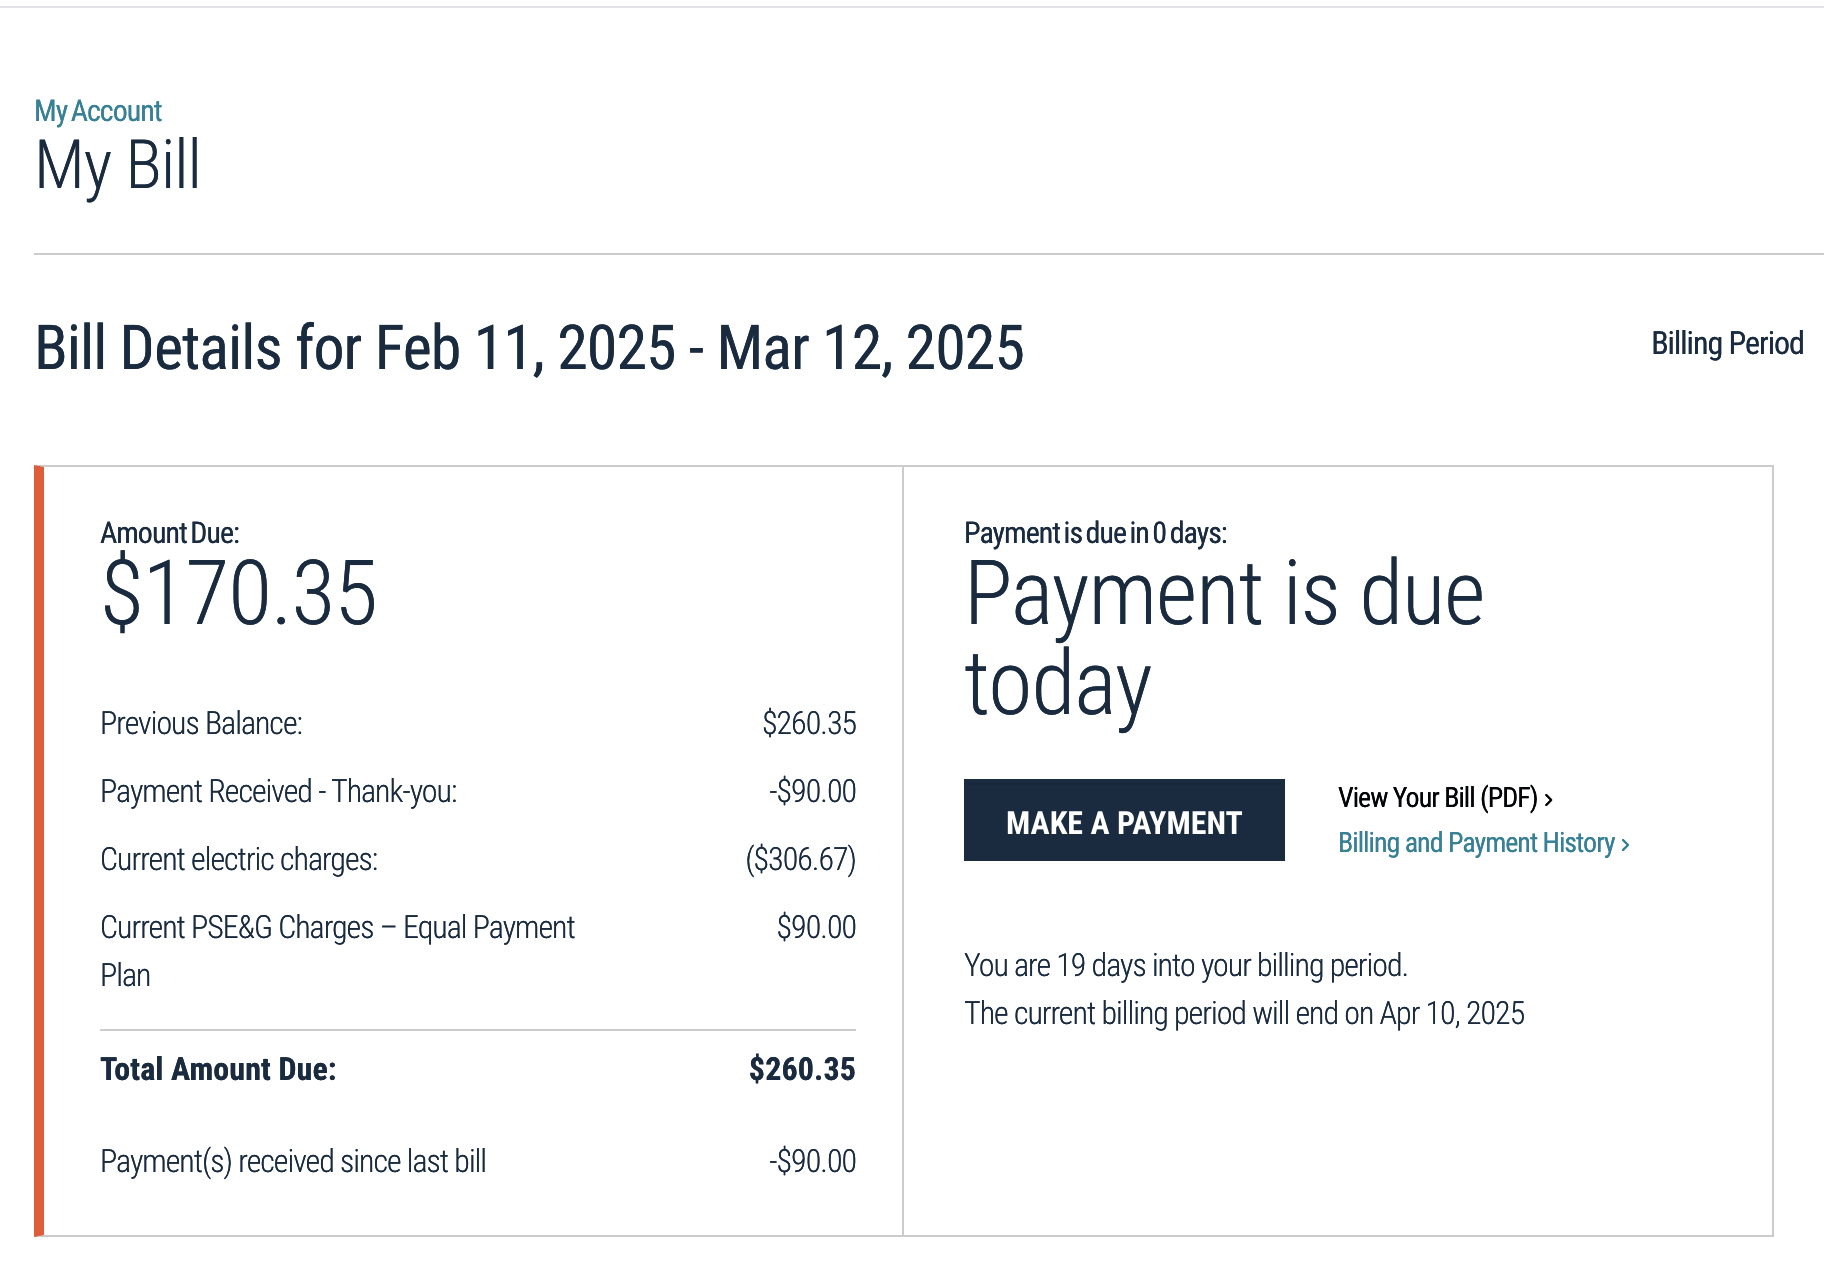 My Account
My Bill
Bill Details for Feb 11, 2025 - Mar 12, 2025
Billing Period
Amount Due:
$170.35
Previous Balance: $260.35
Payment Received - Thank-you: -$90.00
Current electric charges: ($306.67)
Current PSE&G Charges – Equal Payment $90.00
Plan
Total Amount Due: $260.35
Payment(s) received since last bill -$90.00
Payment is due in 0 days:
Payment is due
today
MAKE A PAYMENT
View Your Bill (PDF) ›
Billing and Payment History ›
You are 19 days into your billing period.
The current billing period will end on Apr 10, 2025